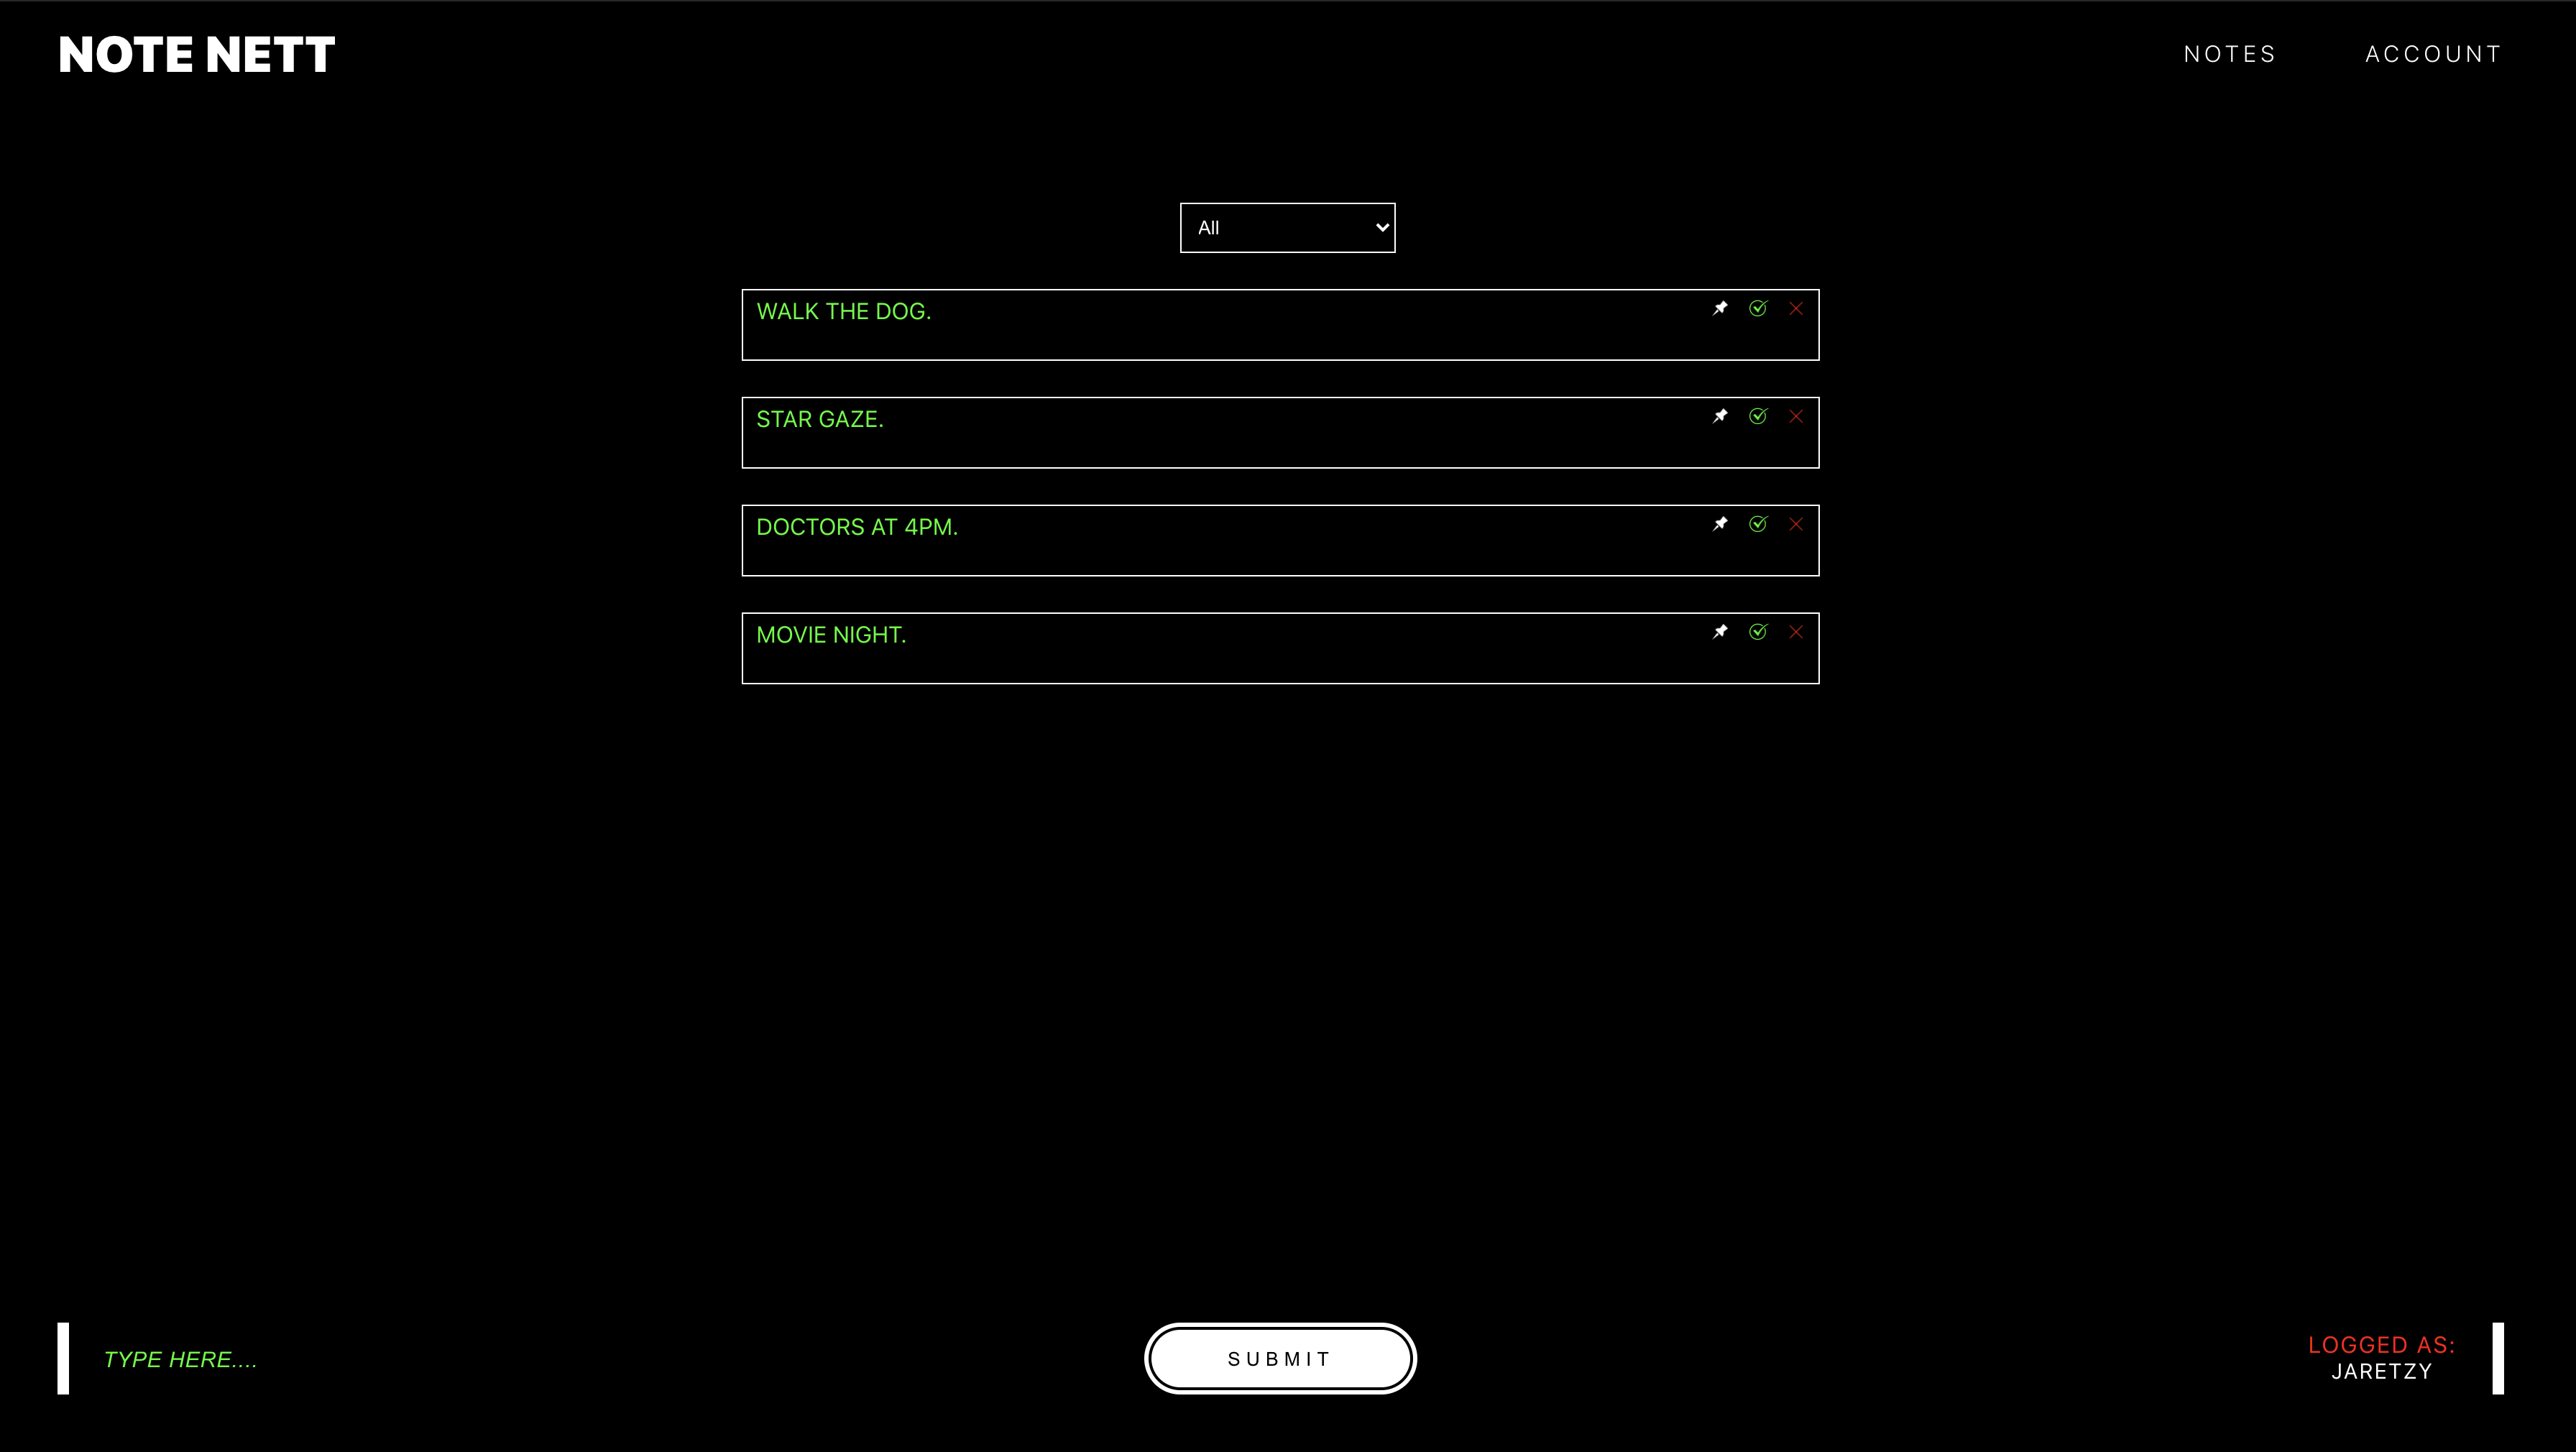 NOTE NETT
NOTES
ACCOUNT
All
WALK THE DOG.
STAR GAZE.
DOCTORS AT 4PM.
MOVIE NIGHT.
TYPE HERE....
SUBMIT
LOGGED AS:
JARETZY